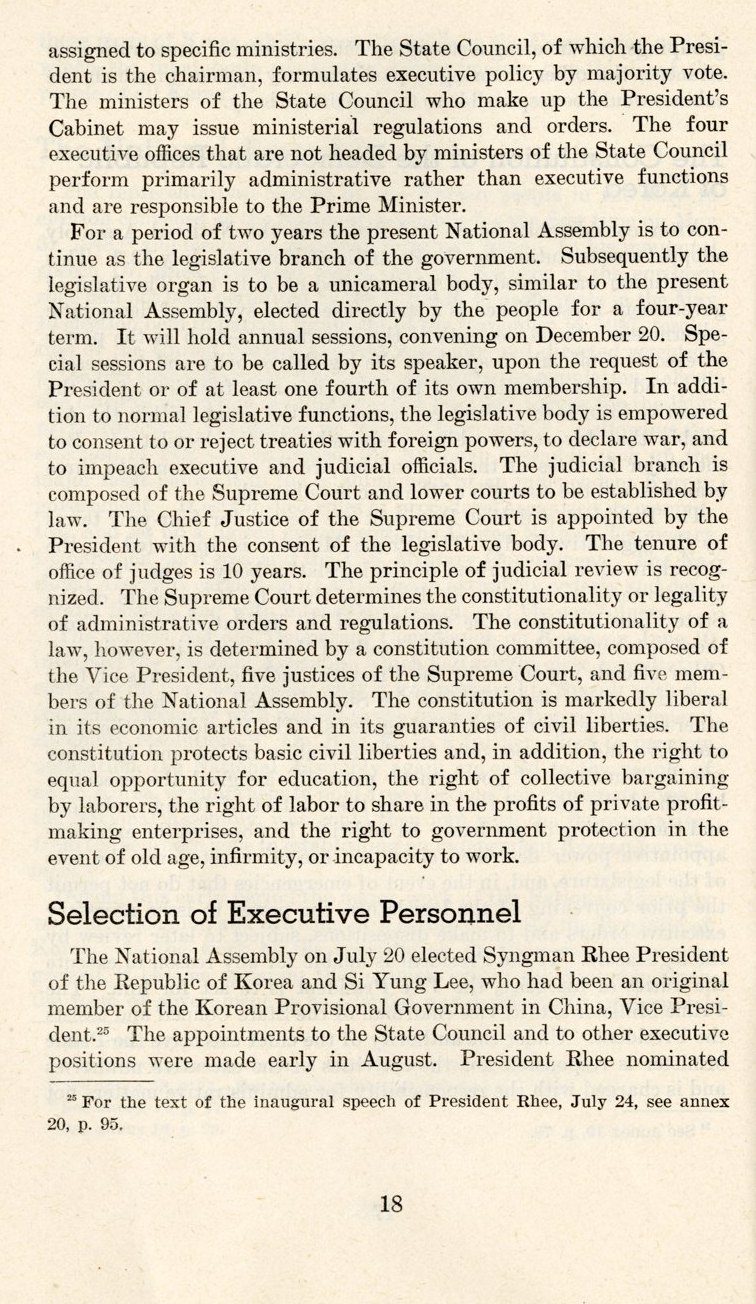 assigned to specific ministries. The State Council, of which the Presi-
dent is the chairman, formulates executive policy by majority vote.
The ministers of the State Council who make up the President's
Cabinet may issue ministerial regulations and orders. The four
executive offices that are not headed by ministers of the State Council
perform primarily administrative rather than executive functions
and are responsible to the Prime Minister.
For a period of two years the present National Assembly is to con-
tinue as the legislative branch of the government. Subsequently the
legislative organ is to be a unicameral body, similar to the present
National Assembly, elected directly by the people for a four-year
term. It will hold annual sessions, convening on December 20. Spe-
cial sessions are to be called by its speaker, upon the request of the
President or of at least one fourth of its own membership. In addi-
tion to normal legislative functions, the legislative body is empowered
to consent to or reject treaties with foreign powers, to declare war, and
to impeach executive and judicial officials. The judicial branch is
composed of the Supreme Court and lower courts to be established by
law. The Chief Justice of the Supreme Court is appointed by the
President with the consent of the legislative body. The tenure of
office of judges is 10 years. The principle of judicial review is recog-
nized. The Supreme Court determines the constitutionality or legality
of administrative orders and regulations. The constitutionality of a
law, however, is determined by a constitution committee, composed of
the Vice President, five justices of the Supreme Court, and five mem-
bers of the National Assembly. The constitution is markedly liberal
in its economic articles and in its guaranties of civil liberties. The
constitution protects basic civil liberties and, in addition, the right to
equal opportunity for education, the right of collective bargaining
by laborers, the right of labor to share in the profits of private profit-
making enterprises, and the right to government protection in the
event of old age, infirmity, or incapacity to work.
Selection of Executive Personnel
The National Assembly on July 20 elected Syngman Rhee President
of the Republic of Korea and Si Yung Lee, who had been an original
member of the Korean Provisional Government in China, Vice Presi-
dent.²⁵ The appointments to the State Council and to other executive
positions were made early in August. President Rhee nominated
²⁵ For the text of the inaugural speech of President Rhee, July 24, see annex
20, p. 95.
18